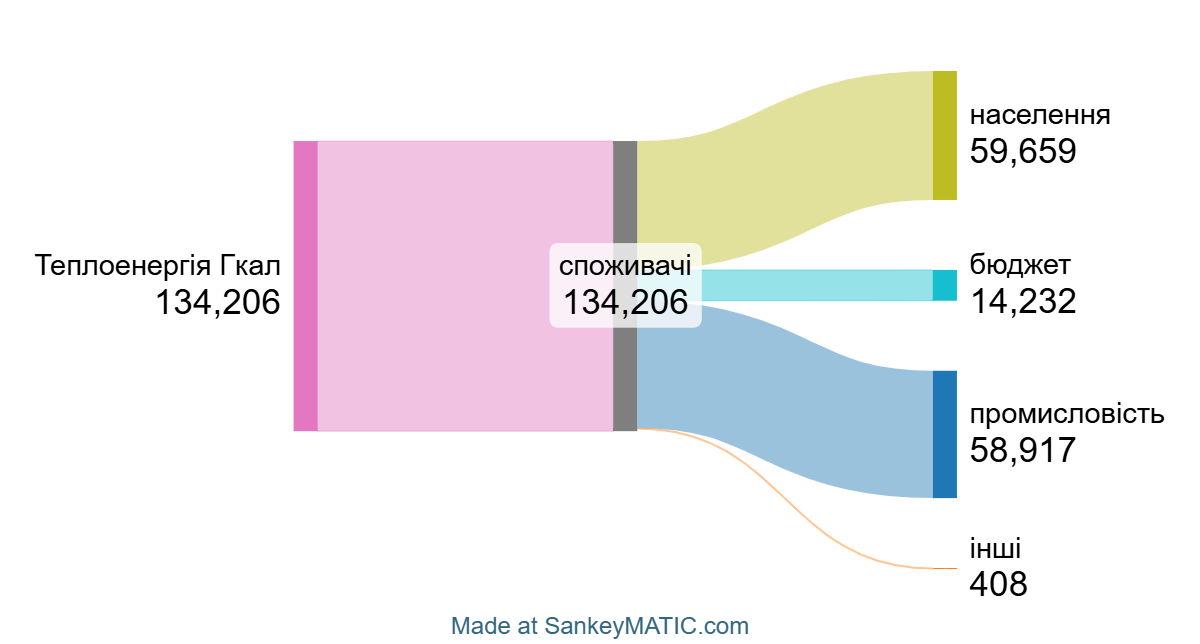 Теплоенергія Гкал
134,206
споживачі
134,206
населення
59,659
бюджет
14,232
промисловість
58,917
інші
408
Made at SankeyMATIC.com